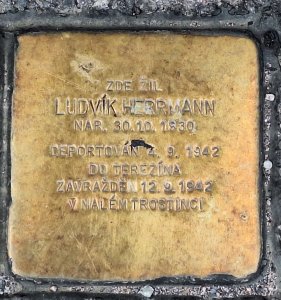 ZDE ŽIL
LUDVÍK HERRMANN
NAR. 30.10. 1930
DEPORTOVÁN 4. 9. 1942
DO TEREZÍNA
ZAVRAŽDĚN 12.9.1942
V MALÉM TROSTINCI